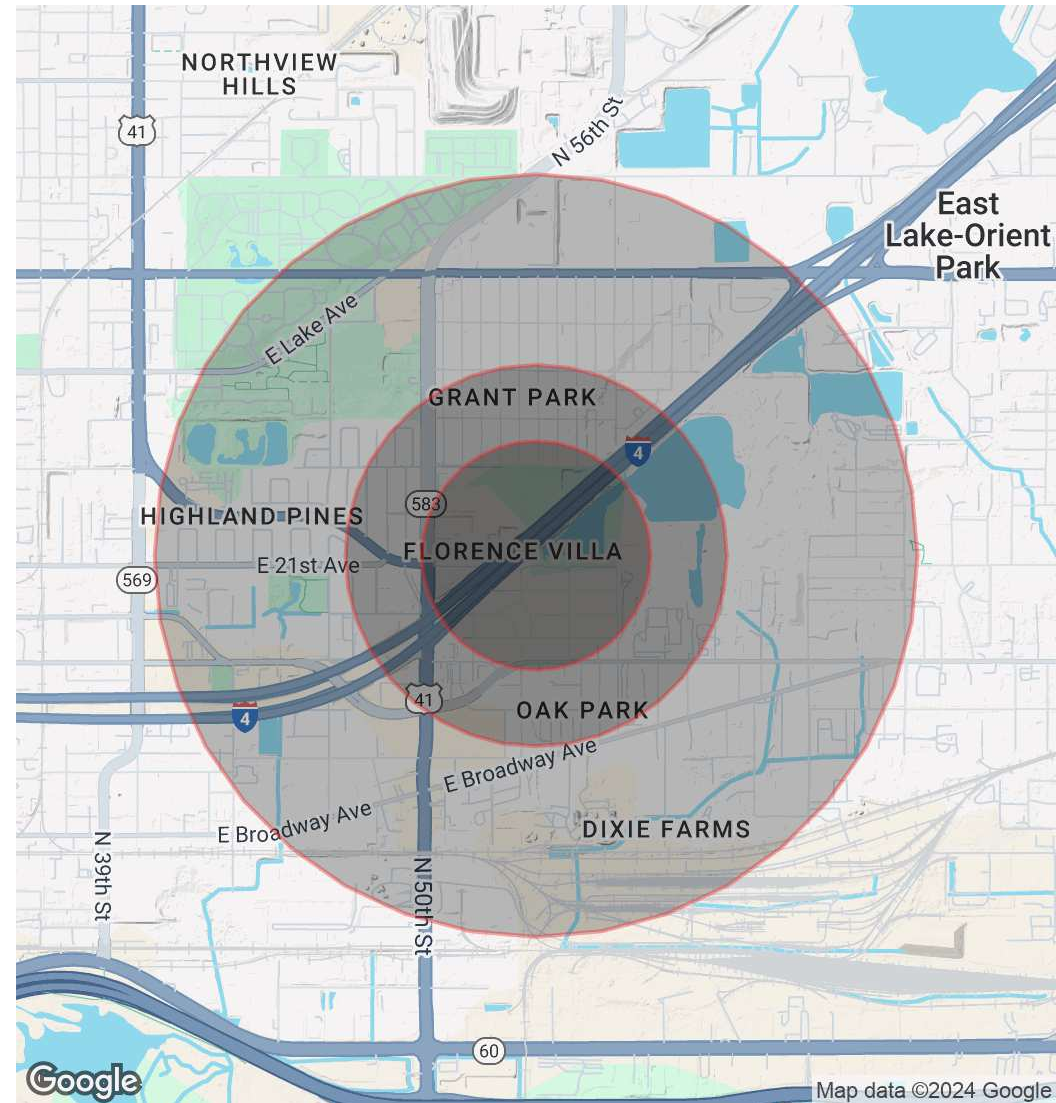 NORTHVIEW
HILLS
41
N 56th St
East
Lake-Orient
Park
E Lake Ave
GRANT PARK
4
583
HIGHLAND PINES
FLORENCE VILLA
E 21st Ave
569
41
OAK PARK
4
E Broadway Ave
E Broadway Ave
DIXIE FARMS
N 39th St
N 50th St
60
Google
Map data ©2024 Google